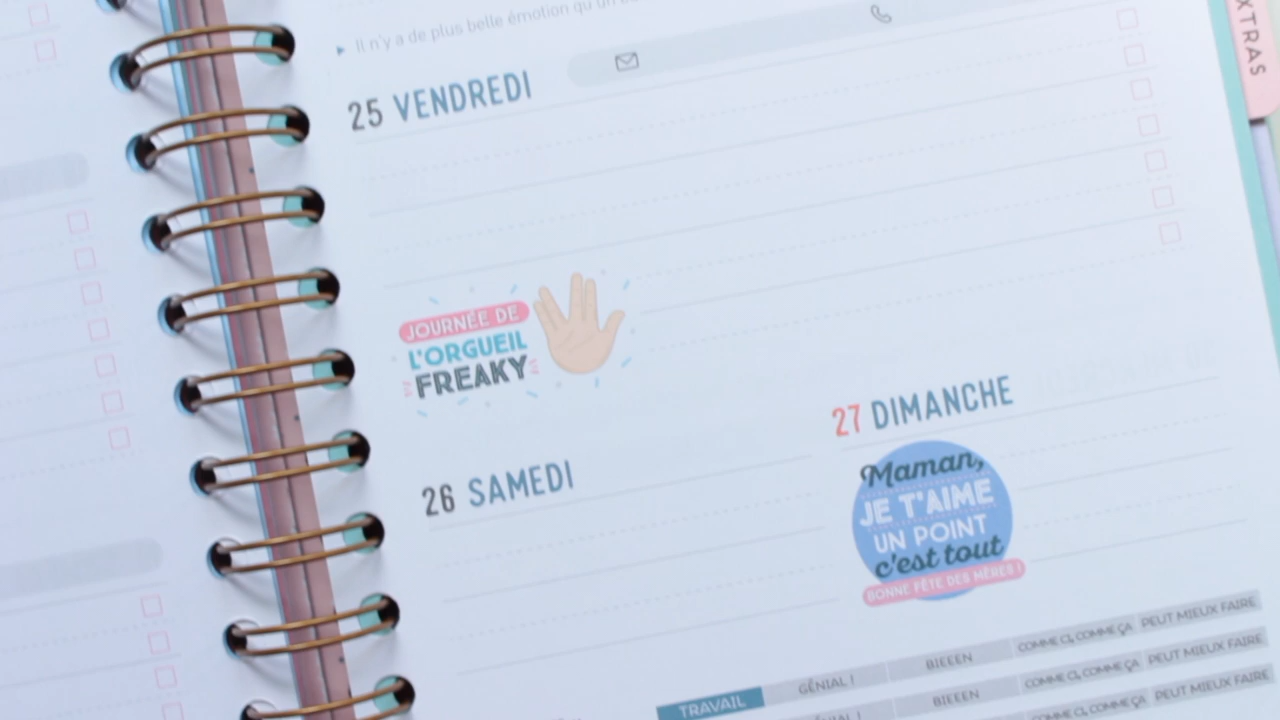 Il n'y a de plus belle émotion qu'un
25 VENDREDI
JOURNÉE DE
L'ORGUEIL
FREAKY
26 SAMEDI
27 DIMANCHE
Maman,
JE T'AIME
UN POINT
c'est tout
BONNE FÊTE DES MÈRES !
TRAVAIL GÉNIAL ! BIEEEN COMME CI, COMME ÇA PEUT MIEUX FAIRE
GÉNIAL ! BIEEEN COMME CI, COMME ÇA PEUT MIEUX FAIRE
COMME CI, COMME ÇA PEUT MIEUX FAIRE
XTRAS